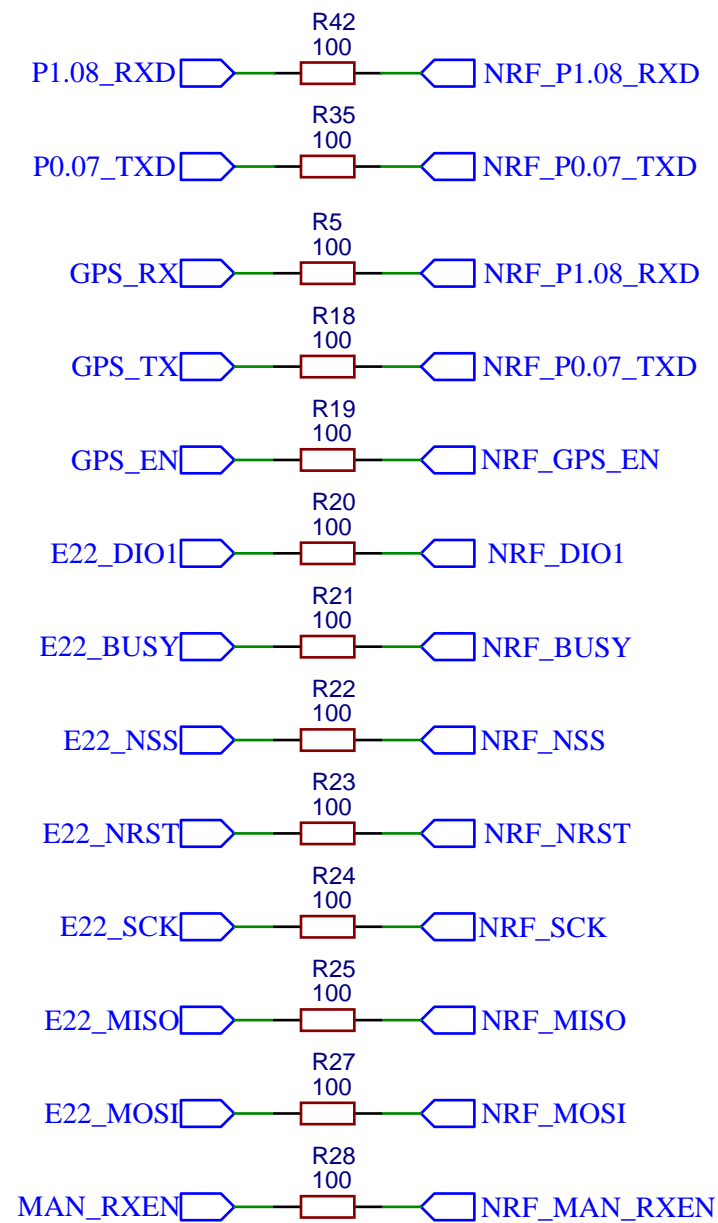 R42
100
P1.08_RXD NRF_P1.08_RXD
R35
100
P0.07_TXD NRF_P0.07_TXD
R5
100
GPS_RX NRF_P1.08_RXD
R18
100
GPS_TX NRF_P0.07_TXD
R19
100
GPS_EN NRF_GPS_EN
R20
100
E22_DIO1 NRF_DIO1
R21
100
E22_BUSY NRF_BUSY
R22
100
E22_NSS NRF_NSS
R23
100
E22_NRST NRF_NRST
R24
100
E22_SCK NRF_SCK
R25
100
E22_MISO NRF_MISO
R27
100
E22_MOSI NRF_MOSI
R28
100
MAN_RXEN NRF_MAN_RXEN